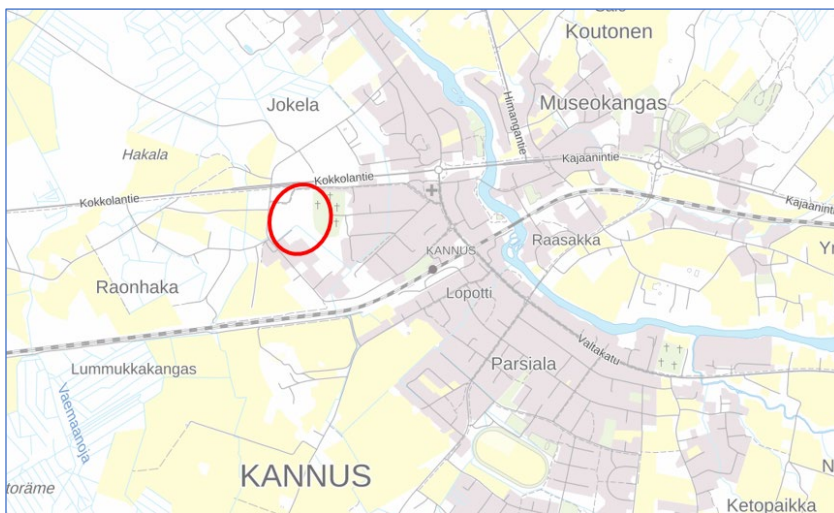 Koutonen
Jokela
Himangantie
Museokangas
Hakala
Kokkolantie
Kajaanintie
Kokkolantie
Kajaanintie
KANNUS
Raasakka
Raonhaka
Lopotti
Valtakatu
Lummukkakangas
Parsiala
Vaemaanoja
KANNUS
toräme
Ketopaikka